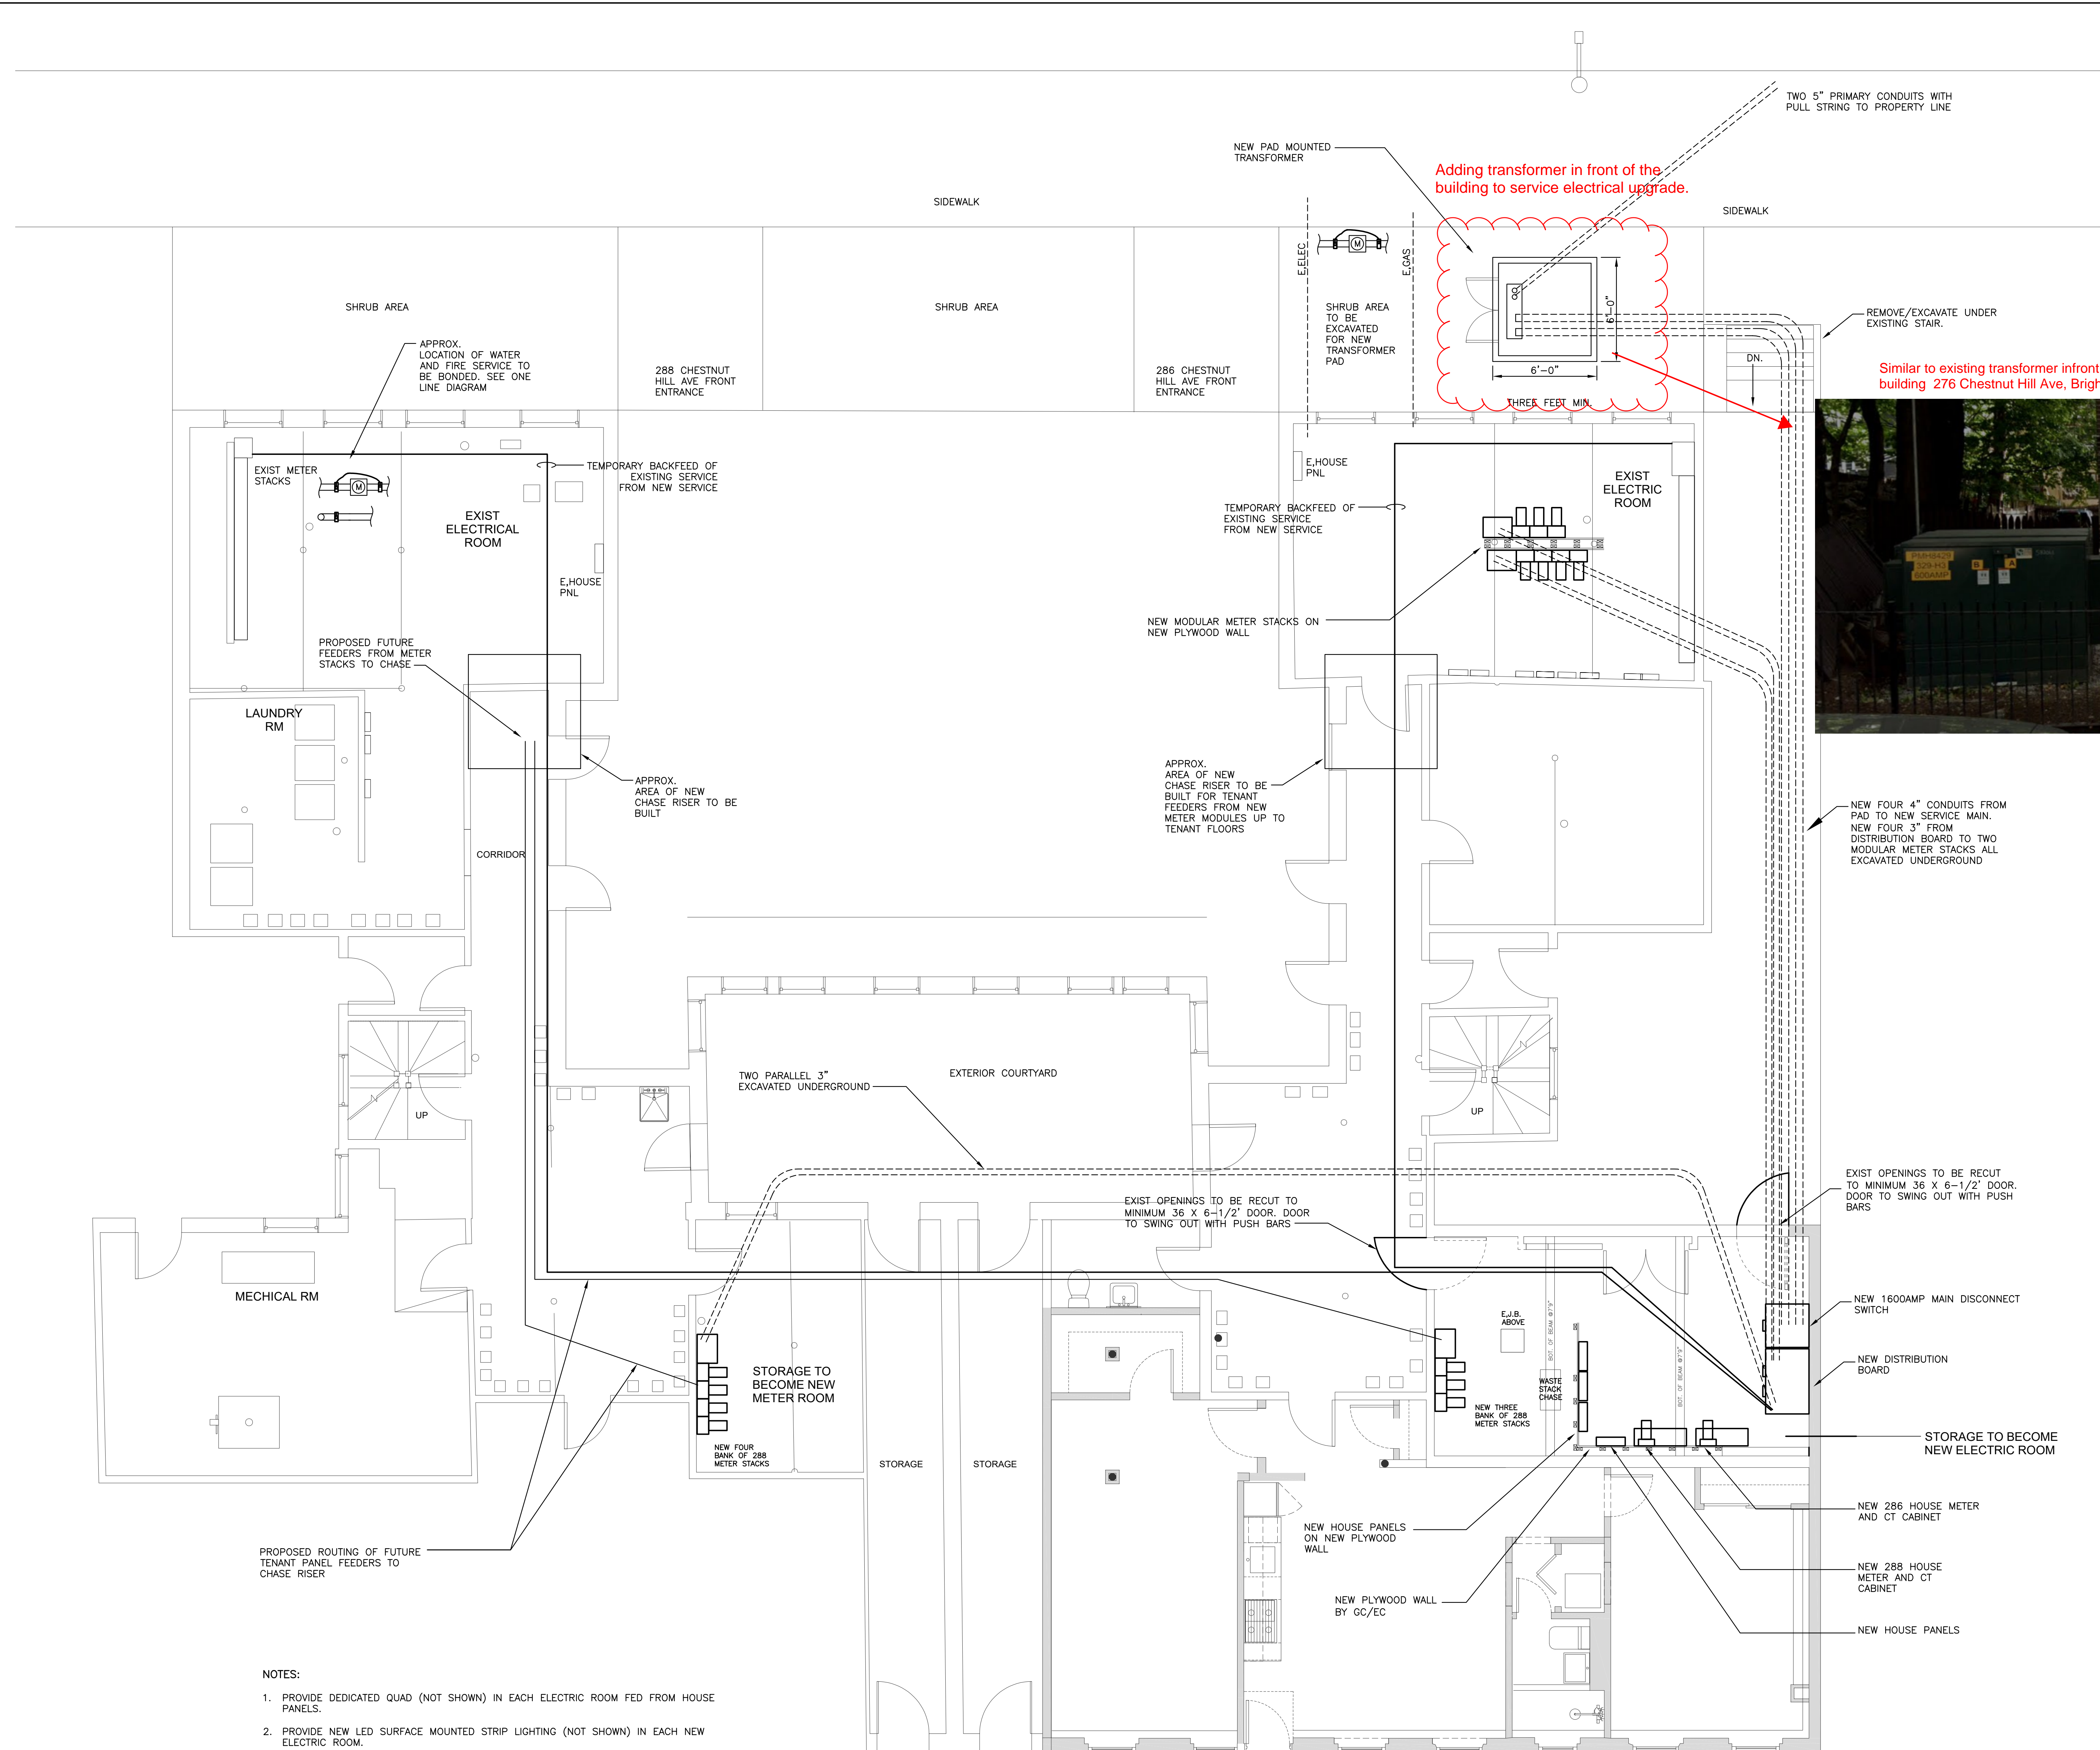 TWO 5" PRIMARY CONDUITS WITH
PULL STRING TO PROPERTY LINE
NEW PAD MOUNTED
TRANSFORMER
Adding transformer in front of the
building to service electrical upgrade.
SIDEWALK
SIDEWALK
E,ELEC
M
E,GAS
SHRUB AREA
SHRUB AREA
SHRUB AREA
TO BE
EXCAVATED
FOR NEW
TRANSFORMER
PAD
6'-0"
6'-0"
THREE FEET MIN.
REMOVE/EXCAVATE UNDER
EXISTING STAIR.
DN.
Similar to existing transformer infront
building 276 Chestnut Hill Ave, Brigh
APPROX.
LOCATION OF WATER
AND FIRE SERVICE TO
BE BONDED. SEE ONE
LINE DIAGRAM
288 CHESTNUT
HILL AVE FRONT
ENTRANCE
286 CHESTNUT
HILL AVE FRONT
ENTRANCE
EXIST METER
STACKS
M
TEMPORARY BACKFEED OF
EXISTING SERVICE
FROM NEW SERVICE
EXIST
ELECTRICAL
ROOM
E,HOUSE
PNL
E,HOUSE
PNL
EXIST
ELECTRIC
ROOM
TEMPORARY BACKFEED OF
EXISTING SERVICE
FROM NEW SERVICE
PMH8429
329-H3
600AMP
B
A
NEW MODULAR METER STACKS ON
NEW PLYWOOD WALL
PROPOSED FUTURE
FEEDERS FROM METER
STACKS TO CHASE
LAUNDRY
RM
APPROX.
AREA OF NEW
CHASE RISER TO BE
BUILT
APPROX.
AREA OF NEW
CHASE RISER TO BE
BUILT FOR TENANT
FEEDERS FROM NEW
METER MODULES UP TO
TENANT FLOORS
NEW FOUR 4" CONDUITS FROM
PAD TO NEW SERVICE MAIN.
NEW FOUR 3" FROM
DISTRIBUTION BOARD TO TWO
MODULAR METER STACKS ALL
EXCAVATED UNDERGROUND
CORRIDOR
TWO PARALLEL 3"
EXCAVATED UNDERGROUND
EXTERIOR COURTYARD
UP
UP
EXIST OPENINGS TO BE RECUT TO
MINIMUM 36 X 6-1/2' DOOR. DOOR
TO SWING OUT WITH PUSH BARS
EXIST OPENINGS TO BE RECUT
TO MINIMUM 36 X 6-1/2' DOOR.
DOOR TO SWING OUT WITH PUSH
BARS
MECHICAL RM
NEW 1600AMP MAIN DISCONNECT
SWITCH
NEW DISTRIBUTION
BOARD
E,J.B.
ABOVE
BOT. OF BEAM @7'9"
BOT. OF BEAM @7'9"
WASTE
STACK
CHASE
STORAGE TO
BECOME NEW
METER ROOM
NEW THREE
BANK OF 288
METER STACKS
NEW FOUR
BANK OF 288
METER STACKS
STORAGE
STORAGE
STORAGE TO BECOME
NEW ELECTRIC ROOM
NEW 286 HOUSE METER
AND CT CABINET
NEW HOUSE PANELS
ON NEW PLYWOOD
WALL
NEW 288 HOUSE
METER AND CT
CABINET
PROPOSED ROUTING OF FUTURE
TENANT PANEL FEEDERS TO
CHASE RISER
NEW PLYWOOD WALL
BY GC/EC
NEW HOUSE PANELS
NOTES:
1. PROVIDE DEDICATED QUAD (NOT SHOWN) IN EACH ELECTRIC ROOM FED FROM HOUSE
PANELS.
2. PROVIDE NEW LED SURFACE MOUNTED STRIP LIGHTING (NOT SHOWN) IN EACH NEW
ELECTRIC ROOM.